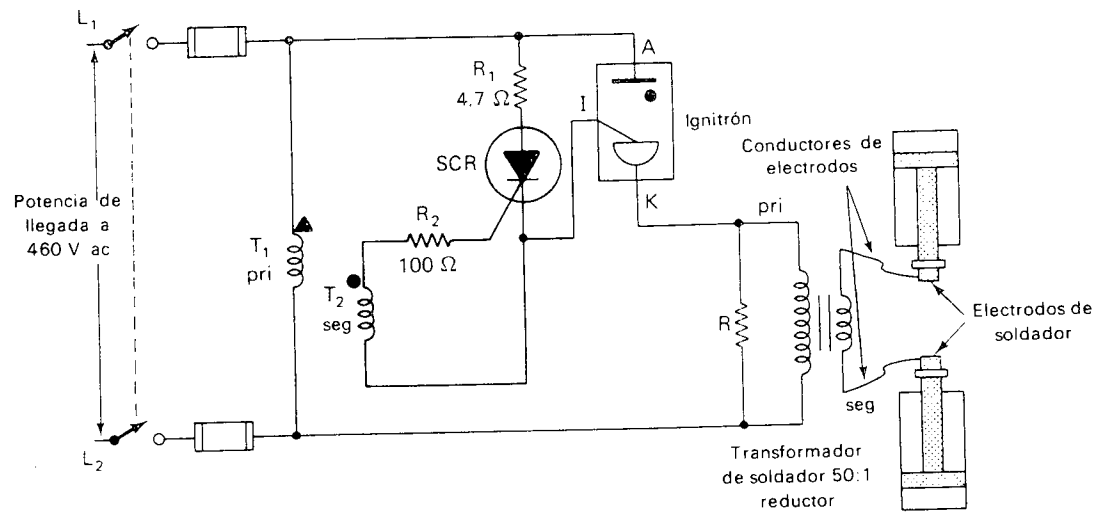 L₁
R₁
4.7 Ω
A
I
Ignitrón
SCR
K
Conductores de
electrodos
Potencia de
llegada a
460 V ac
T₁
pri
R₂
100 Ω
T₂
seg
pri
R
Electrodos de
soldador
seg
L₂
Transformador
de soldador 50:1
reductor